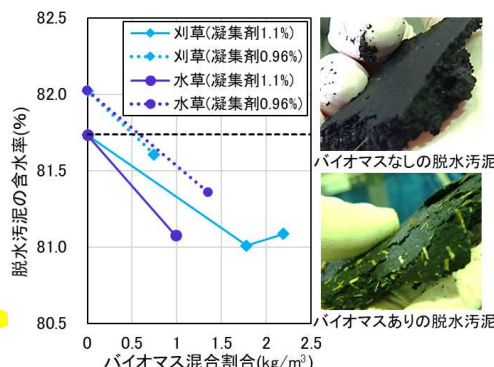 82.5
82.0
81.5
81.0
80.5
脱水汚泥の含水率(%)
刈草(凝集剤1.1%)
刈草(凝集剤0.96%)
水草(凝集剤1.1%)
水草(凝集剤0.96%)
0
0.5
1
1.5
2
2.5
バイオマス混合割合(kg/m³)
バイオマスなしの脱水汚泥
バイオマスありの脱水汚泥